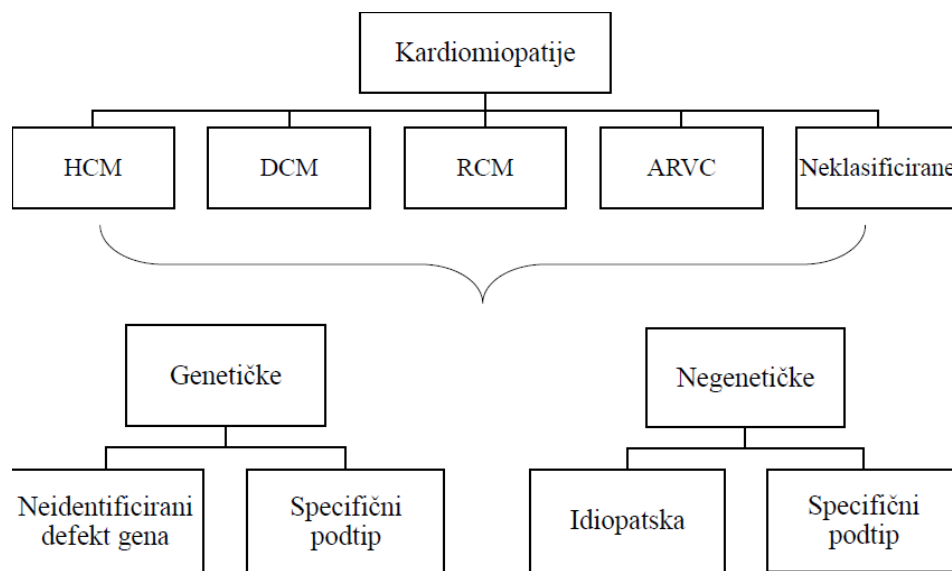 Kardiomiopatije
HCM
DCM
RCM
ARVC
Neklasificirane
Genetičke
Negenetičke
Neidentificirani
defekt gena
Specifični
podtip
Idiopatska
Specifični
podtip